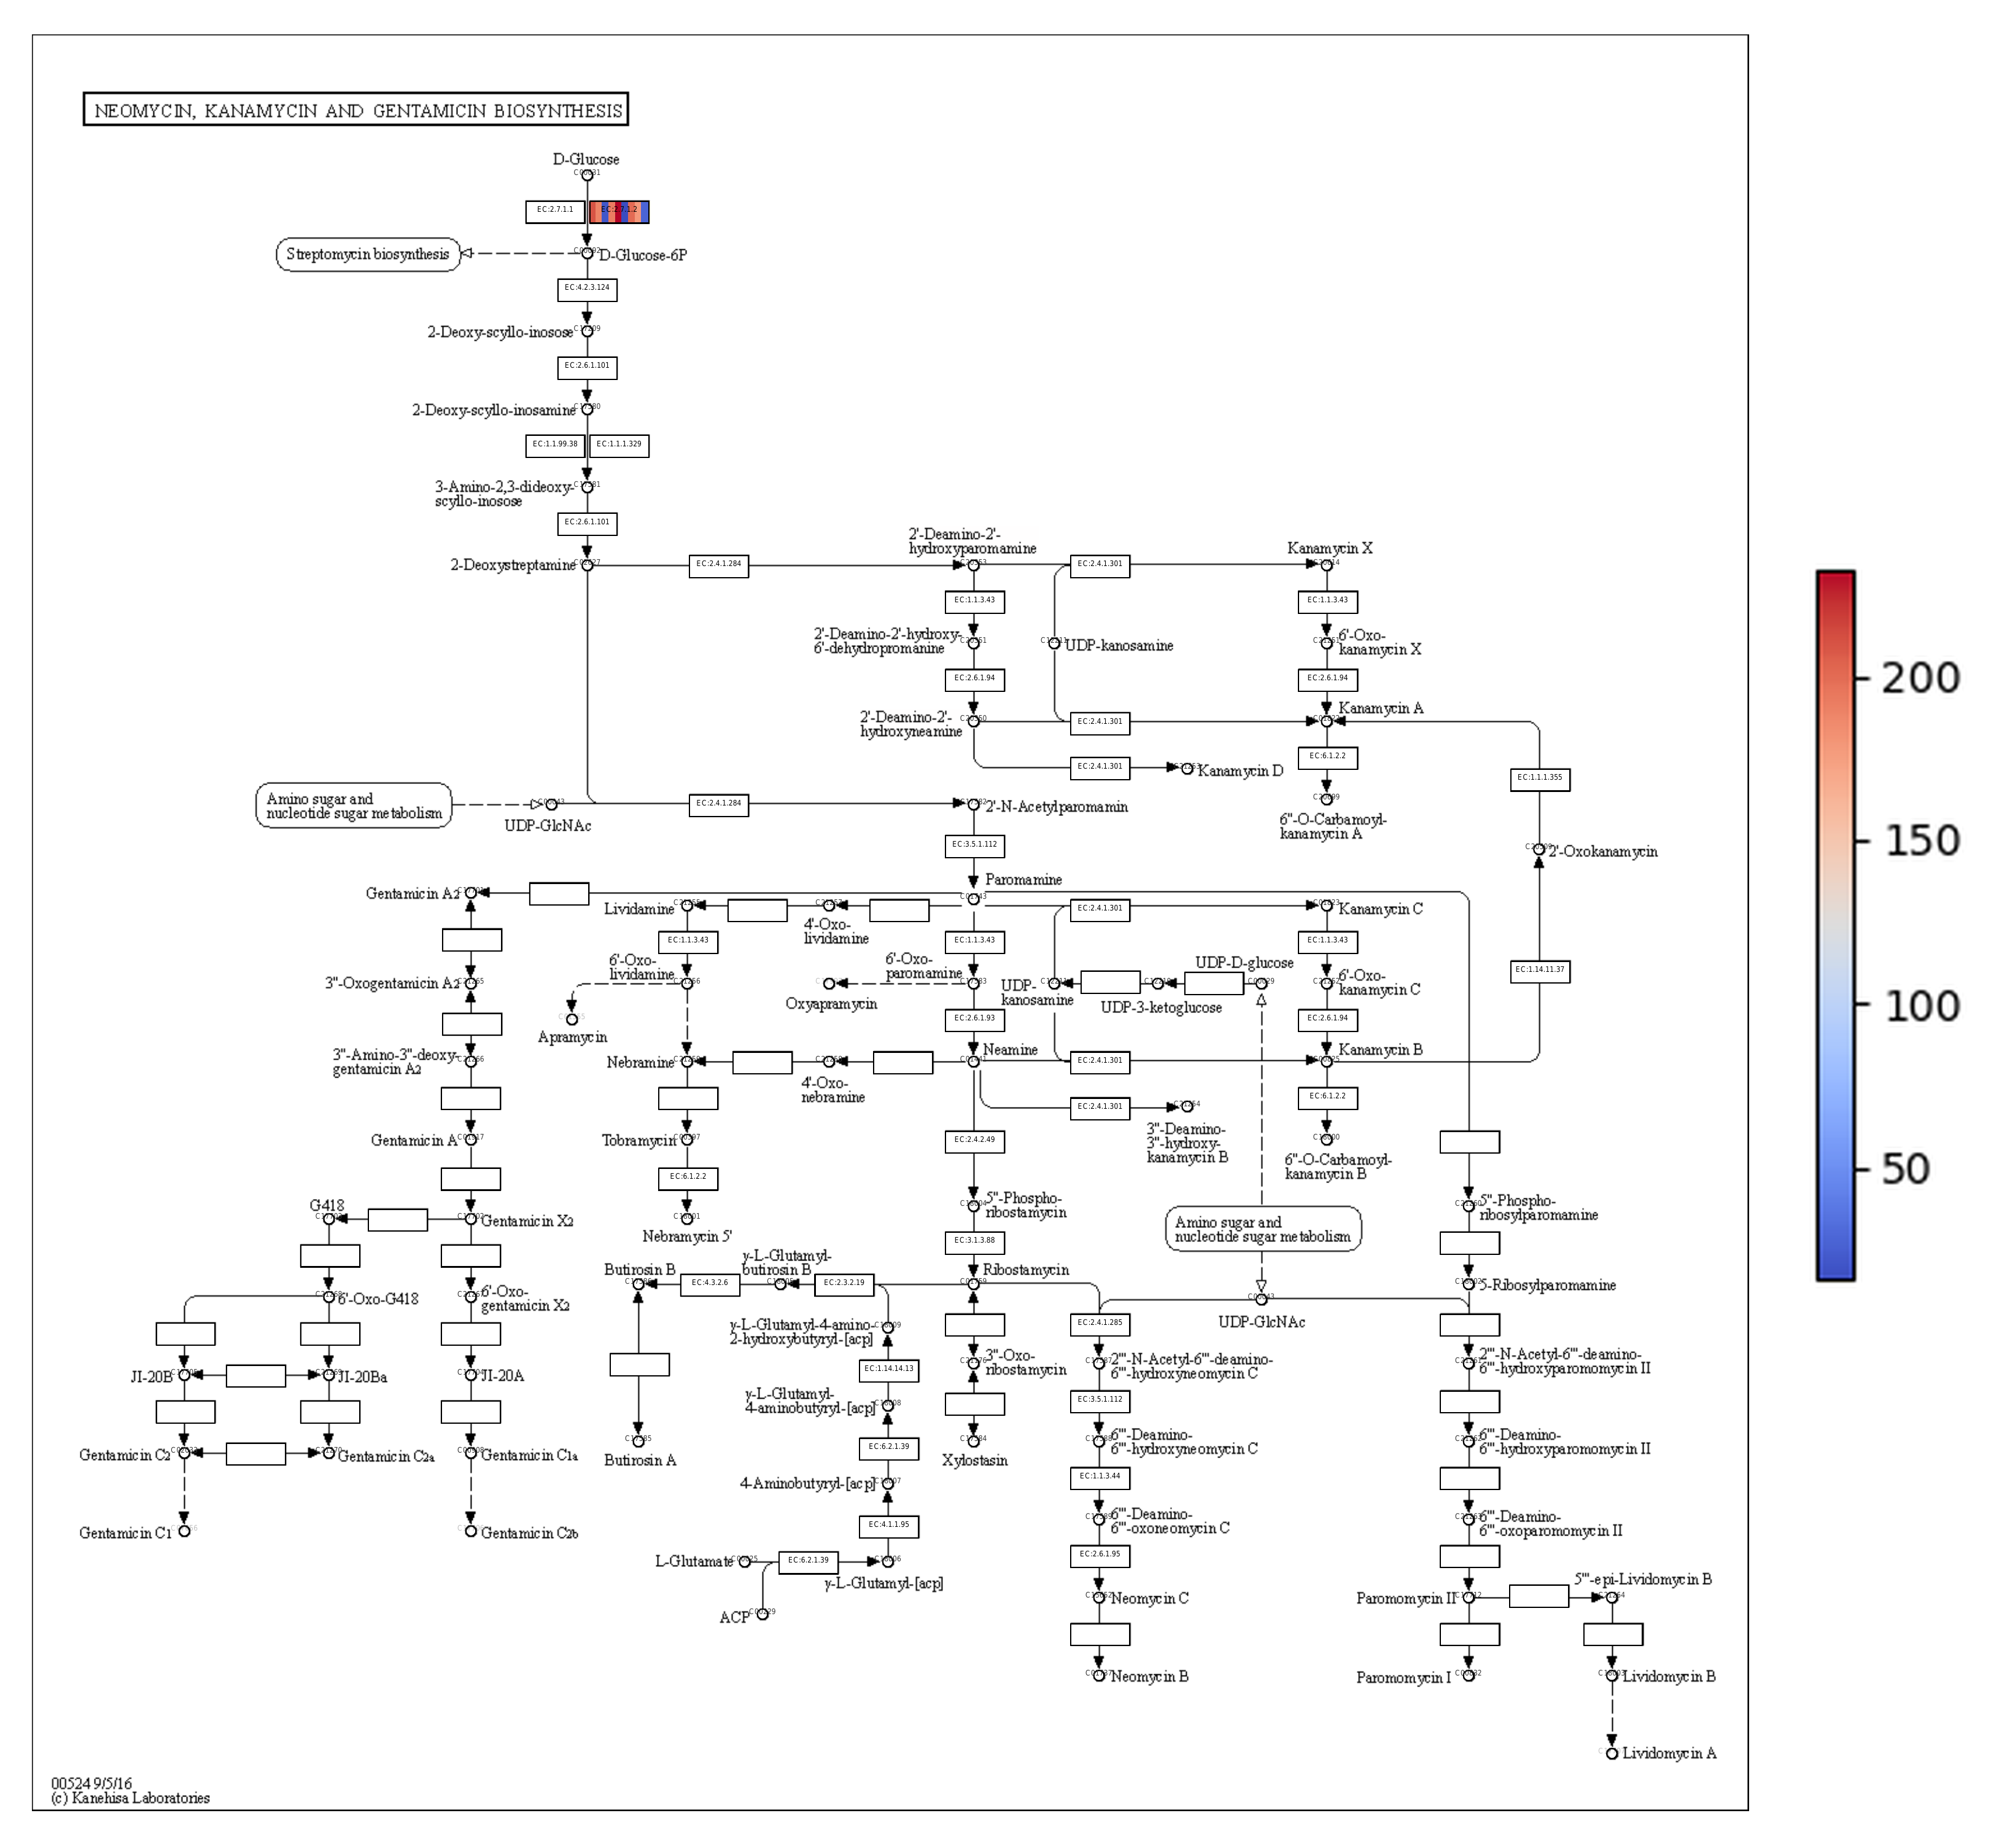 NEOMYCIN, KANAMYCIN AND GENTAMICIN BIOSYNTHESIS
D-Glucose
EC:2.7.1.1
EC:2.7.1.2
Streptomycin biosynthesis
D-Glucose-6P
EC:4.2.3.124
2-Deoxy-scyllo-inosose
EC:2.6.1.101
2-Deoxy-scyllo-inosamine
EC:1.1.99.38
EC:1.1.1.329
3-Amino-2,3-dideoxy-
scyllo-inosose
EC:2.6.1.101
2-Deoxystreptamine
EC:2.4.1.284
2'-Deamino-2'-
hydroxyparomamine
EC:2.4.1.301
Kanamycin X
EC:1.1.3.43
EC:1.1.3.43
2'-Deamino-2'-hydroxy-
6'-dehydropromanine
UDP-kanosamine
6'-Oxo-
kanamycin X
EC:2.6.1.94
EC:2.6.1.94
2'-Deamino-2'-
hydroxyneamine
EC:2.4.1.301
Kanamycin A
EC:2.4.1.301
Kanamycin D
EC:6.1.2.2
EC:1.1.1.355
Amino sugar and
nucleotide sugar metabolism
UDP-GlcNAc
EC:2.4.1.284
2'-N-Acetylparomamin
6''-O-Carbamoyl-
kanamycin A
EC:3.5.1.112
2'-Oxokanamycin
Paromamine
Gentamicin A2
Lividamine
4'-Oxo-
lividamine
EC:2.4.1.301
Kanamycin C
EC:1.1.3.43
EC:1.1.3.43
EC:1.1.3.43
6'-Oxo-
lividamine
6'-Oxo-
paromamine
UDP-D-glucose
EC:1.14.11.37
3''-Oxogentamicin A2
Oxyapramycin
UDP-
kanosamine
UDP-3-ketoglucose
6'-Oxo-
kanamycin C
Apramycin
EC:2.6.1.93
EC:2.6.1.94
3''-Amino-3''-deoxy-
gentamicin A2
Nebramine
4'-Oxo-
nebramine
Neamine
EC:2.4.1.301
Kanamycin B
EC:2.4.1.301
EC:6.1.2.2
3''-Deamino-
3''-hydroxy-
kanamycin B
Gentamicin A
Tobramycin
EC:2.4.2.49
6''-O-Carbamoyl-
kanamycin B
EC:6.1.2.2
G418
Gentamicin X2
Nebramycin 5'
5''-Phospho-
ribostamycin
Amino sugar and
nucleotide sugar metabolism
5''-Phospho-
ribosylparomamine
EC:3.1.3.88
Butirosin B
EC:4.3.2.6
γ-L-Glutamyl-
butirosin B
EC:2.3.2.19
Ribostamycin
5-Ribosylparomamine
6'-Oxo-G418
6'-Oxo-
gentamicin X2
γ-L-Glutamyl-4-amino-
2-hydroxybutyryl-[acp]
EC:2.4.1.285
UDP-GlcNAc
JI-20B
JI-20Ba
JI-20A
EC:1.14.14.13
3''-Oxo-
ribostamycin
2'''-N-Acetyl-6'''-deamino-
6'''-hydroxyneomycin C
2'''-N-Acetyl-6'''-deamino-
6'''-hydroxyparomomycin II
γ-L-Glutamyl-
4-aminobutyryl-[acp]
EC:3.5.1.112
Gentamicin C2
Gentamicin C2a
Gentamicin C1a
Butirosin A
EC:6.2.1.39
Xylostasin
6'''-Deamino-
6'''-hydroxyneomycin C
6'''-Deamino-
6'''-hydroxyparomomycin II
4-Aminobutyryl-[acp]
EC:1.1.3.44
Gentamicin C1
Gentamicin C2b
EC:4.1.1.95
6'''-Deamino-
6'''-oxoneomycin C
6'''-Deamino-
6'''-oxoparomomycin II
L-Glutamate
EC:6.2.1.39
γ-L-Glutamyl-[acp]
EC:2.6.1.95
ACP
Neomycin C
Paromomycin II
5'''-epi-Lividomycin B
Neomycin B
Paromomycin I
Lividomycin B
Lividomycin A
00524 9/5/16
(c) Kanehisa Laboratories
200
150
100
50